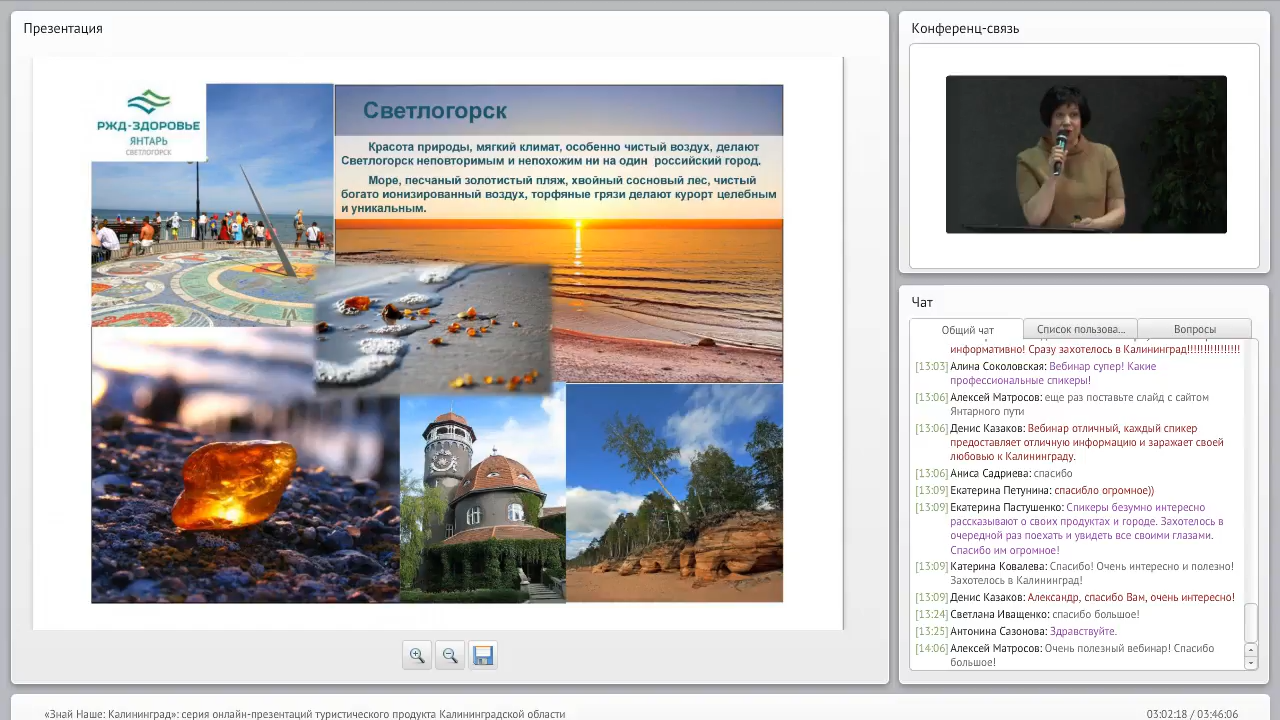 Презентация
РЖД-ЗДОРОВЬЕ
ЯНТАРЬ
СВЕТЛОГОРСК
Светлогорск
Красота природы, мягкий климат, особенно чистый воздух, делают
Светлогорск неповторимым и непохожим ни на один российский город.
Море, песчаный золотистый пляж, хвойный сосновый лес, чистый
богато ионизированный воздух, торфяные грязи делают курорт целебным
и уникальным.
Конференц-связь
Чат
Общий чат
Список пользова...
Вопросы
информативно! Сразу захотелось в Калининград!!!!!!!!!!!!!!!!
[13:03] Алина Соколовская: Вебинар супер! Какие
профессиональные спикеры!
[13:06] Алексей Матросов: еще раз поставьте слайд с сайтом
Янтарного пути
[13:06] Денис Казаков: Вебинар отличный, каждый спикер
предоставляет отличную информацию и заражает своей
любовью к Калининграду.
[13:06] Аниса Садриева: спасибо
[13:09] Екатерина Петунина: спасибло огромное))
[13:09] Екатерина Пастушенко: Спикеры безумно интересно
рассказывают о своих продуктах и городе. Захотелось в
очередной раз поехать и увидеть все своими глазами.
Спасибо им огромное!
[13:09] Катерина Ковалева: Спасибо! Очень интересно и полезно!
Захотелось в Калининград!
[13:09] Денис Казаков: Александр, спасибо Вам, очень интересно!
[13:24] Светлана Иващенко: спасибо большое!
[13:25] Антонина Сазонова: Здравствуйте.
[14:06] Алексей Матросов: Очень полезный вебинар! Спасибо
большое!
«Знай Наше: Калининград»: серия онлайн-презентаций туристического продукта Калининградской области
03:02:18 / 03:46:06